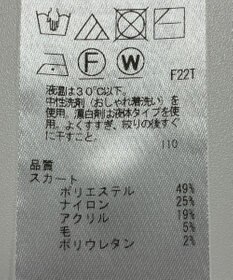 F22T
液温は30℃以下。
中性洗剤(おしゃれ着洗い)を
使用。漂白剤は液体タイプを使
用。よくすすぎ、絞りの後すぐ
に干すこと。
110
品質
スカート
ポリエステル 49%
ナイロン 25%
アクリル 19%
毛 5%
ポリウレタン 2%